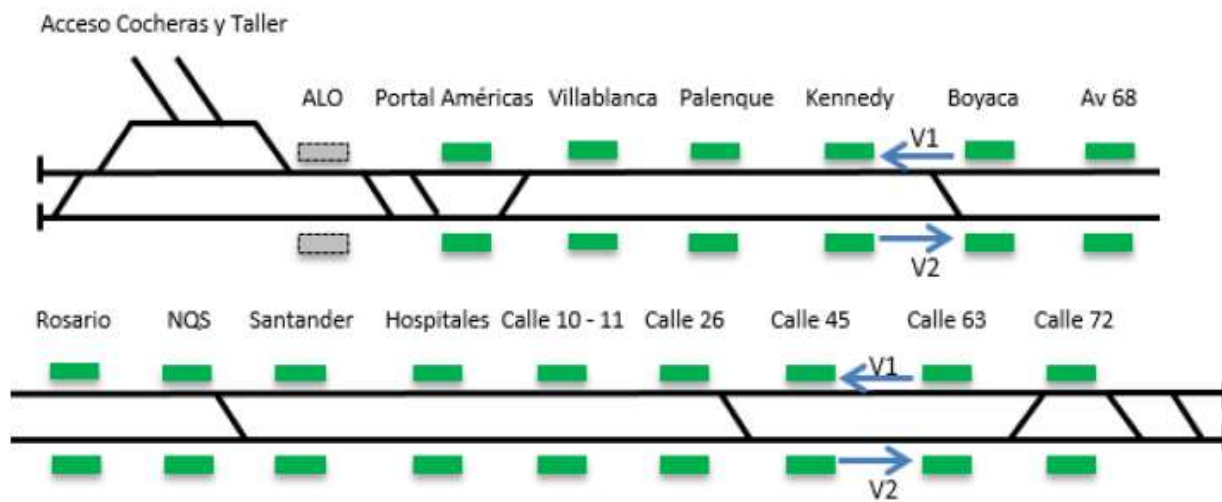 Acceso Cocheras y Taller
ALO Portal Américas Villablanca Palenque Kennedy Boyaca Av 68
V1
V2
Rosario NQS Santander Hospitales Calle 10 - 11 Calle 26 Calle 45 Calle 63 Calle 72
V1
V2